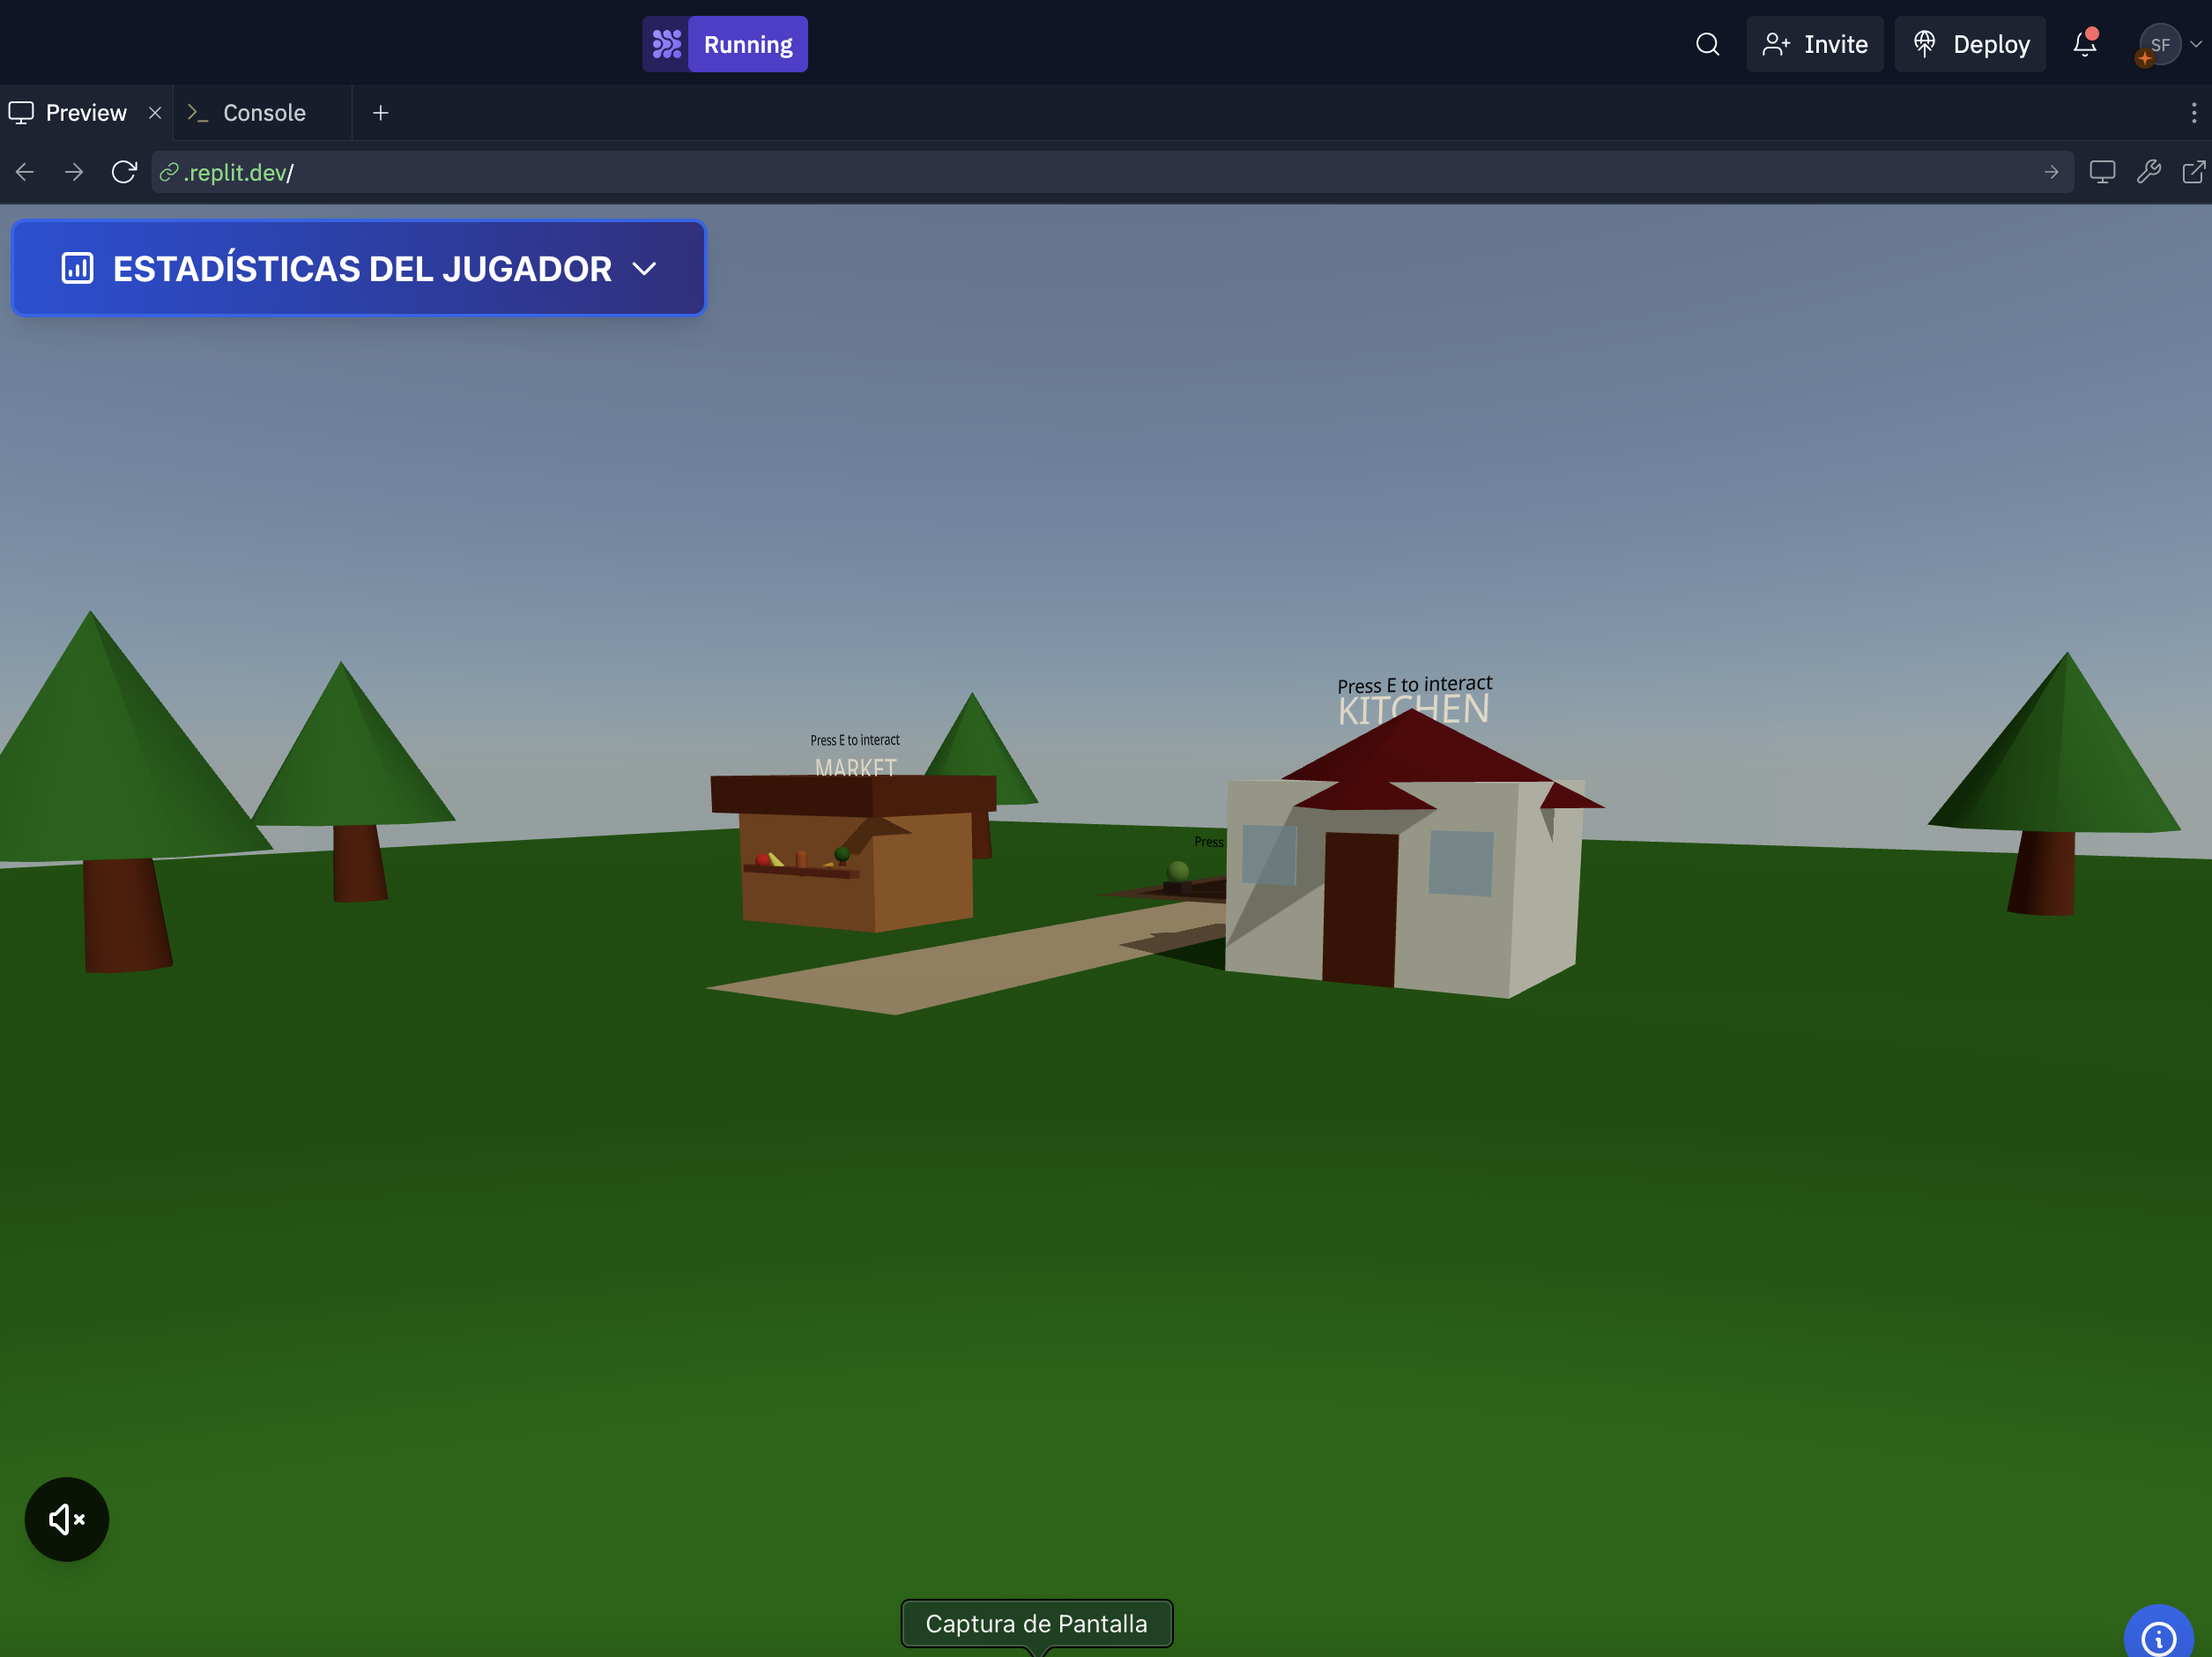 Running
Invite
Deploy
SF
Preview
Console
.replit.dev/
ESTADÍSTICAS DEL JUGADOR
Press E to interact
KITCHEN
Press E to interact
MARKET
Press
Captura de Pantalla